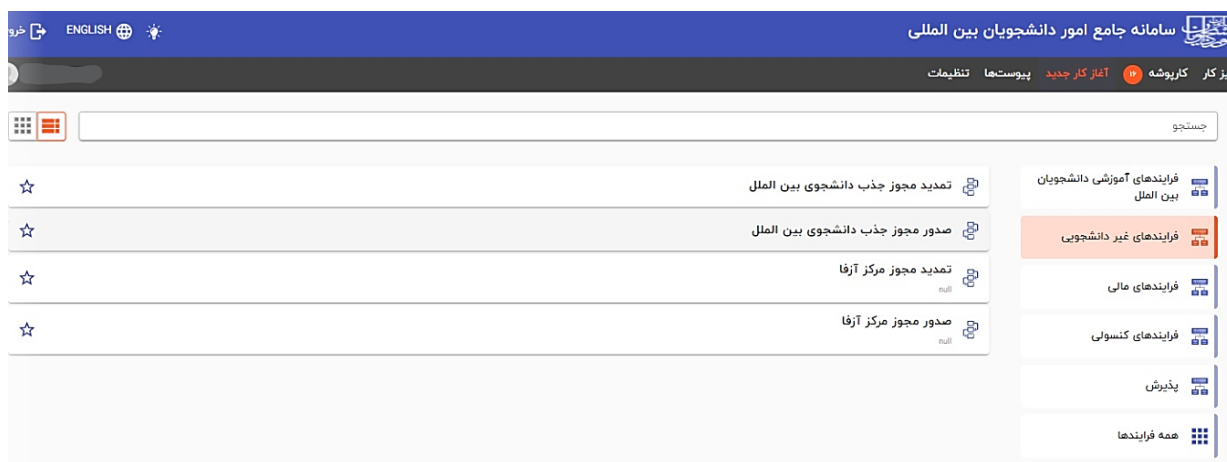 سامانه جامع امور دانشجویان بین المللی
ENGLISH
کارپوشه ۱۶ آغاز کار جدید پیوست‌ها تنظیمات
جستجو
فرایندهای آموزشی دانشجویان
بین الملل
فرایندهای غیر دانشجویی
فرایندهای مالی
فرایندهای کنسولی
پذیرش
همه فرایندها
تمدید مجوز جذب دانشجوی بین الملل
صدور مجوز جذب دانشجوی بین الملل
تمدید مجوز مرکز آزفا
null
صدور مجوز مرکز آزفا
null